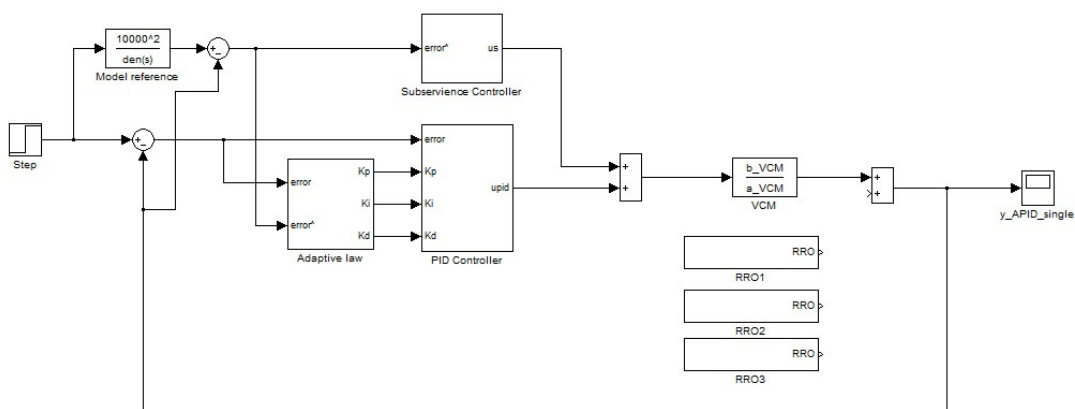 10000^2
den(s)
Model reference
+
-
error^
us
Subservience Controller
Step
+
-
error
Kp
Ki
Kd
upid
PID Controller
error
error^
Kp
Ki
Kd
Adaptive law
+
+
b_VCM
a_VCM
VCM
+
+
y_APID_single
RRO
RRO1
RRO
RRO2
RRO
RRO3